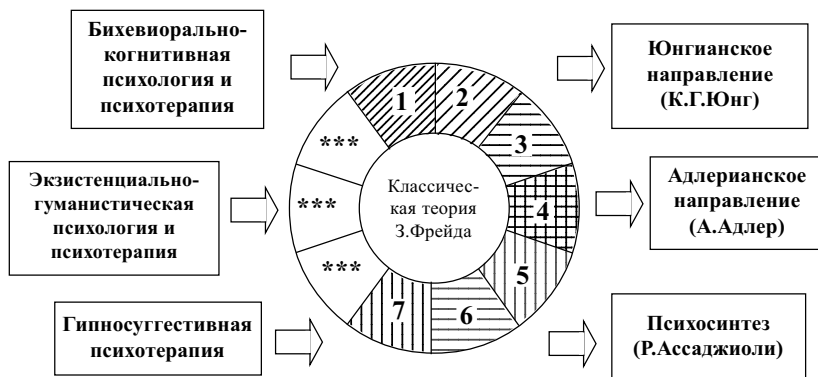 Бихевиорально-
когнитивная
психология и
психотерапия
Экзистенциально-
гуманистическая
психология и
психотерапия
Гипносуггестивная
психотерапия
1
2
3
4
5
6
7
***
***
***
Классичес-
кая теория
З.Фрейда
Юнгианское
направление
(К.Г.Юнг)
Адлерианское
направление
(А.Адлер)
Психосинтез
(Р.Ассаджиоли)